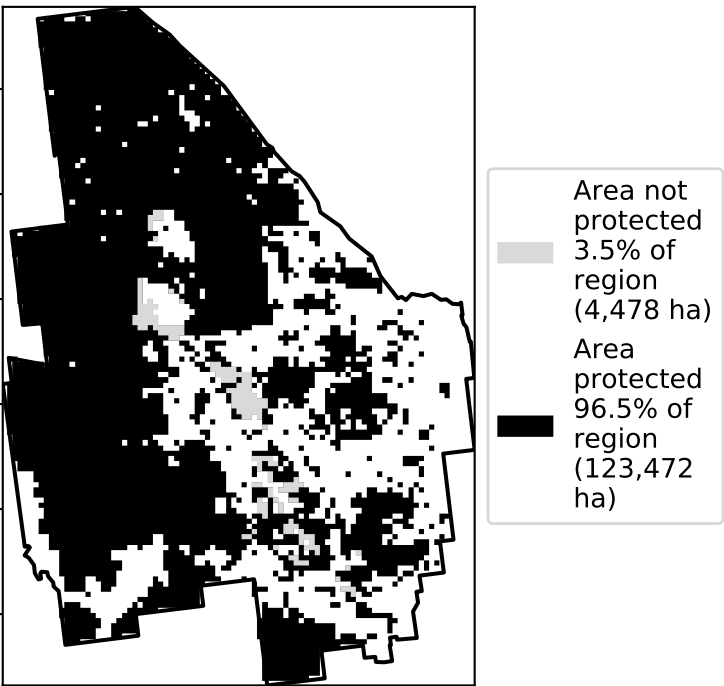 Area not
protected
3.5% of
region
(4,478 ha)
Area
protected
96.5% of
region
(123,472
ha)